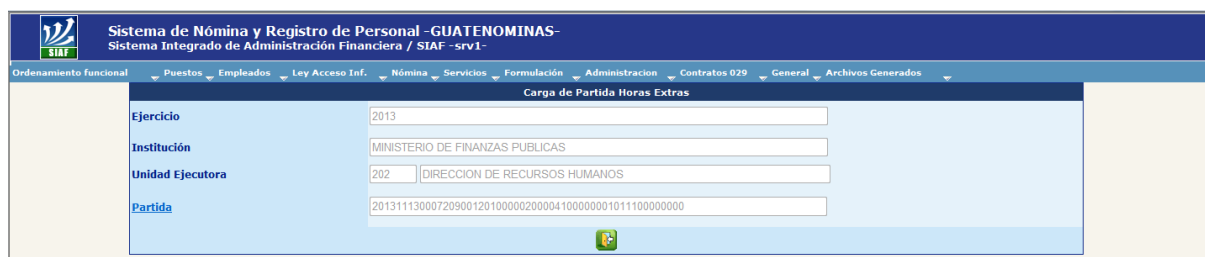 SIAF
Sistema de Nómina y Registro de Personal -GUATENOMINAS-
Sistema Integrado de Administración Financiera / SIAF -srv1-
Ordenamiento funcional Puestos Empleados Ley Acceso Inf. Nómina Servicios Formulación Administracion Contratos 029 General Archivos Generados
Carga de Partida Horas Extras
Ejercicio 2013
Institución MINISTERIO DE FINANZAS PUBLICAS
Unidad Ejecutora 202 DIRECCION DE RECURSOS HUMANOS
Partida 20131113000720900120100000200004100000001011100000000